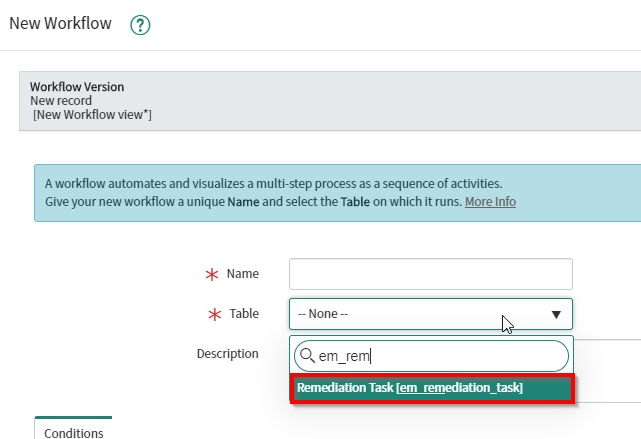 New Workflow ?
Workflow Version
New record
[New Workflow view*]
A workflow automates and visualizes a multi-step process as a sequence of activities.
Give your new workflow a unique Name and select the Table on which it runs. More Info
Name
Table
-- None --
Description
em_rem
Remediation Task [em_remediation_task]
Conditions